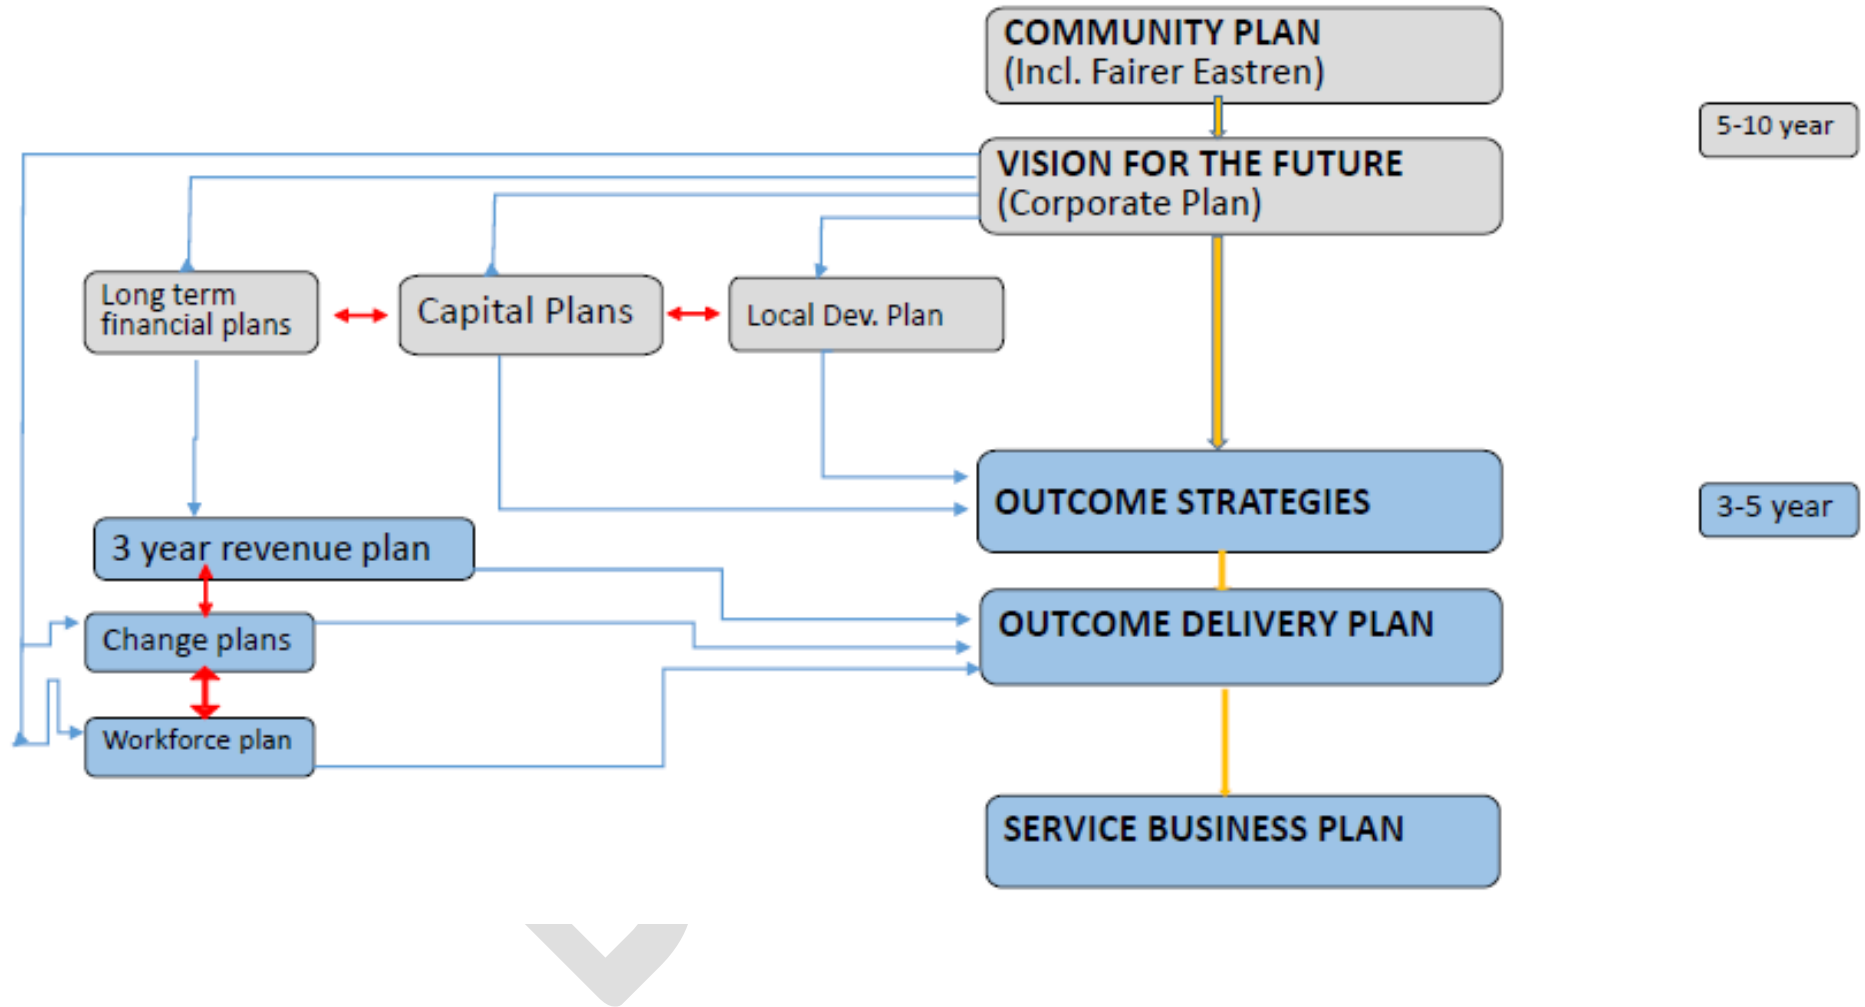 COMMUNITY PLAN
(Incl. Fairer Eastren)
5-10 year
VISION FOR THE FUTURE
(Corporate Plan)
Long term
financial plans
Capital Plans
Local Dev. Plan
OUTCOME STRATEGIES
3-5 year
3 year revenue plan
OUTCOME DELIVERY PLAN
Change plans
Workforce plan
SERVICE BUSINESS PLAN